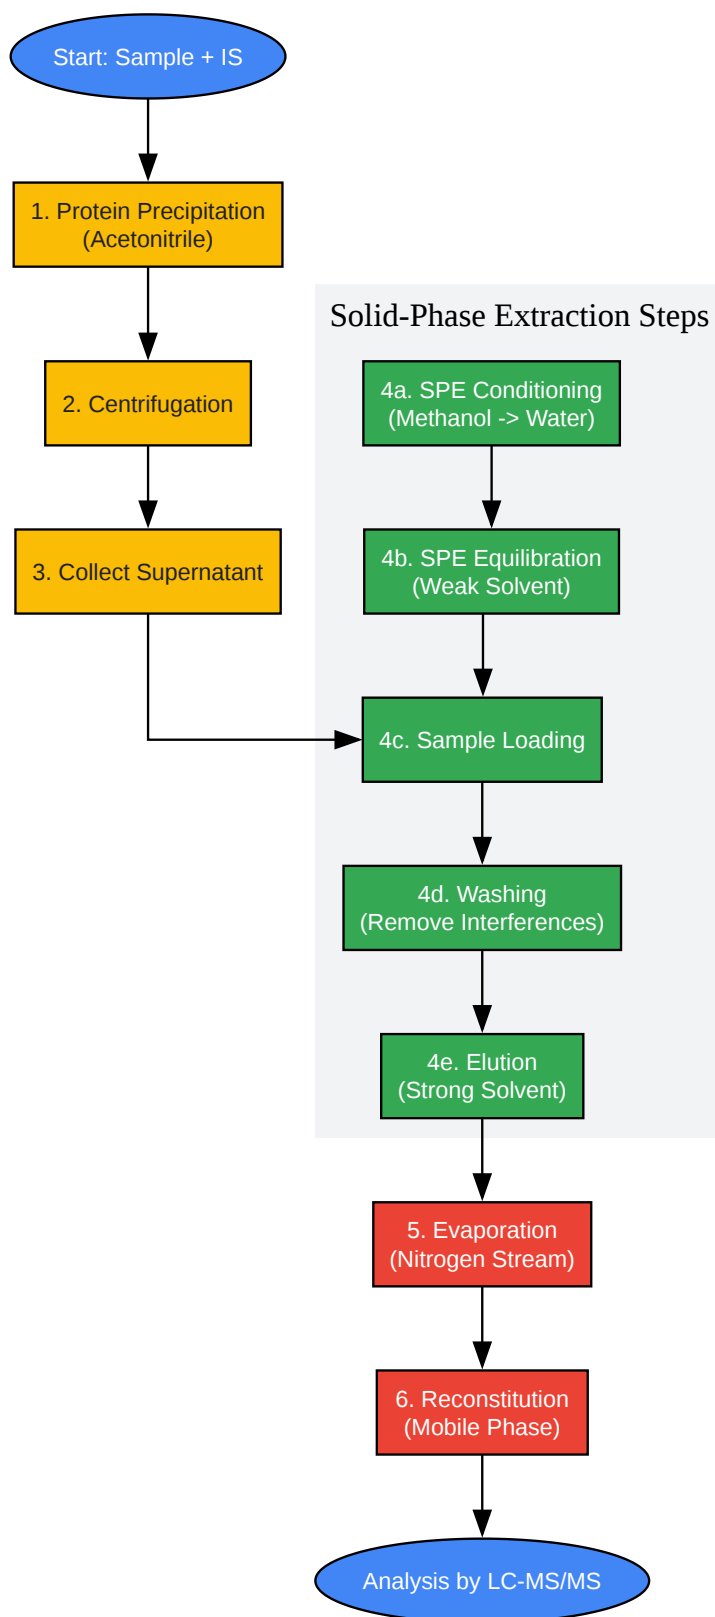 Start: Sample + IS
1. Protein Precipitation
(Acetonitrile)
2. Centrifugation
3. Collect Supernatant
Solid-Phase Extraction Steps
4a. SPE Conditioning
(Methanol -> Water)
4b. SPE Equilibration
(Weak Solvent)
4c. Sample Loading
4d. Washing
(Remove Interferences)
4e. Elution
(Strong Solvent)
5. Evaporation
(Nitrogen Stream)
6. Reconstitution
(Mobile Phase)
Analysis by LC-MS/MS